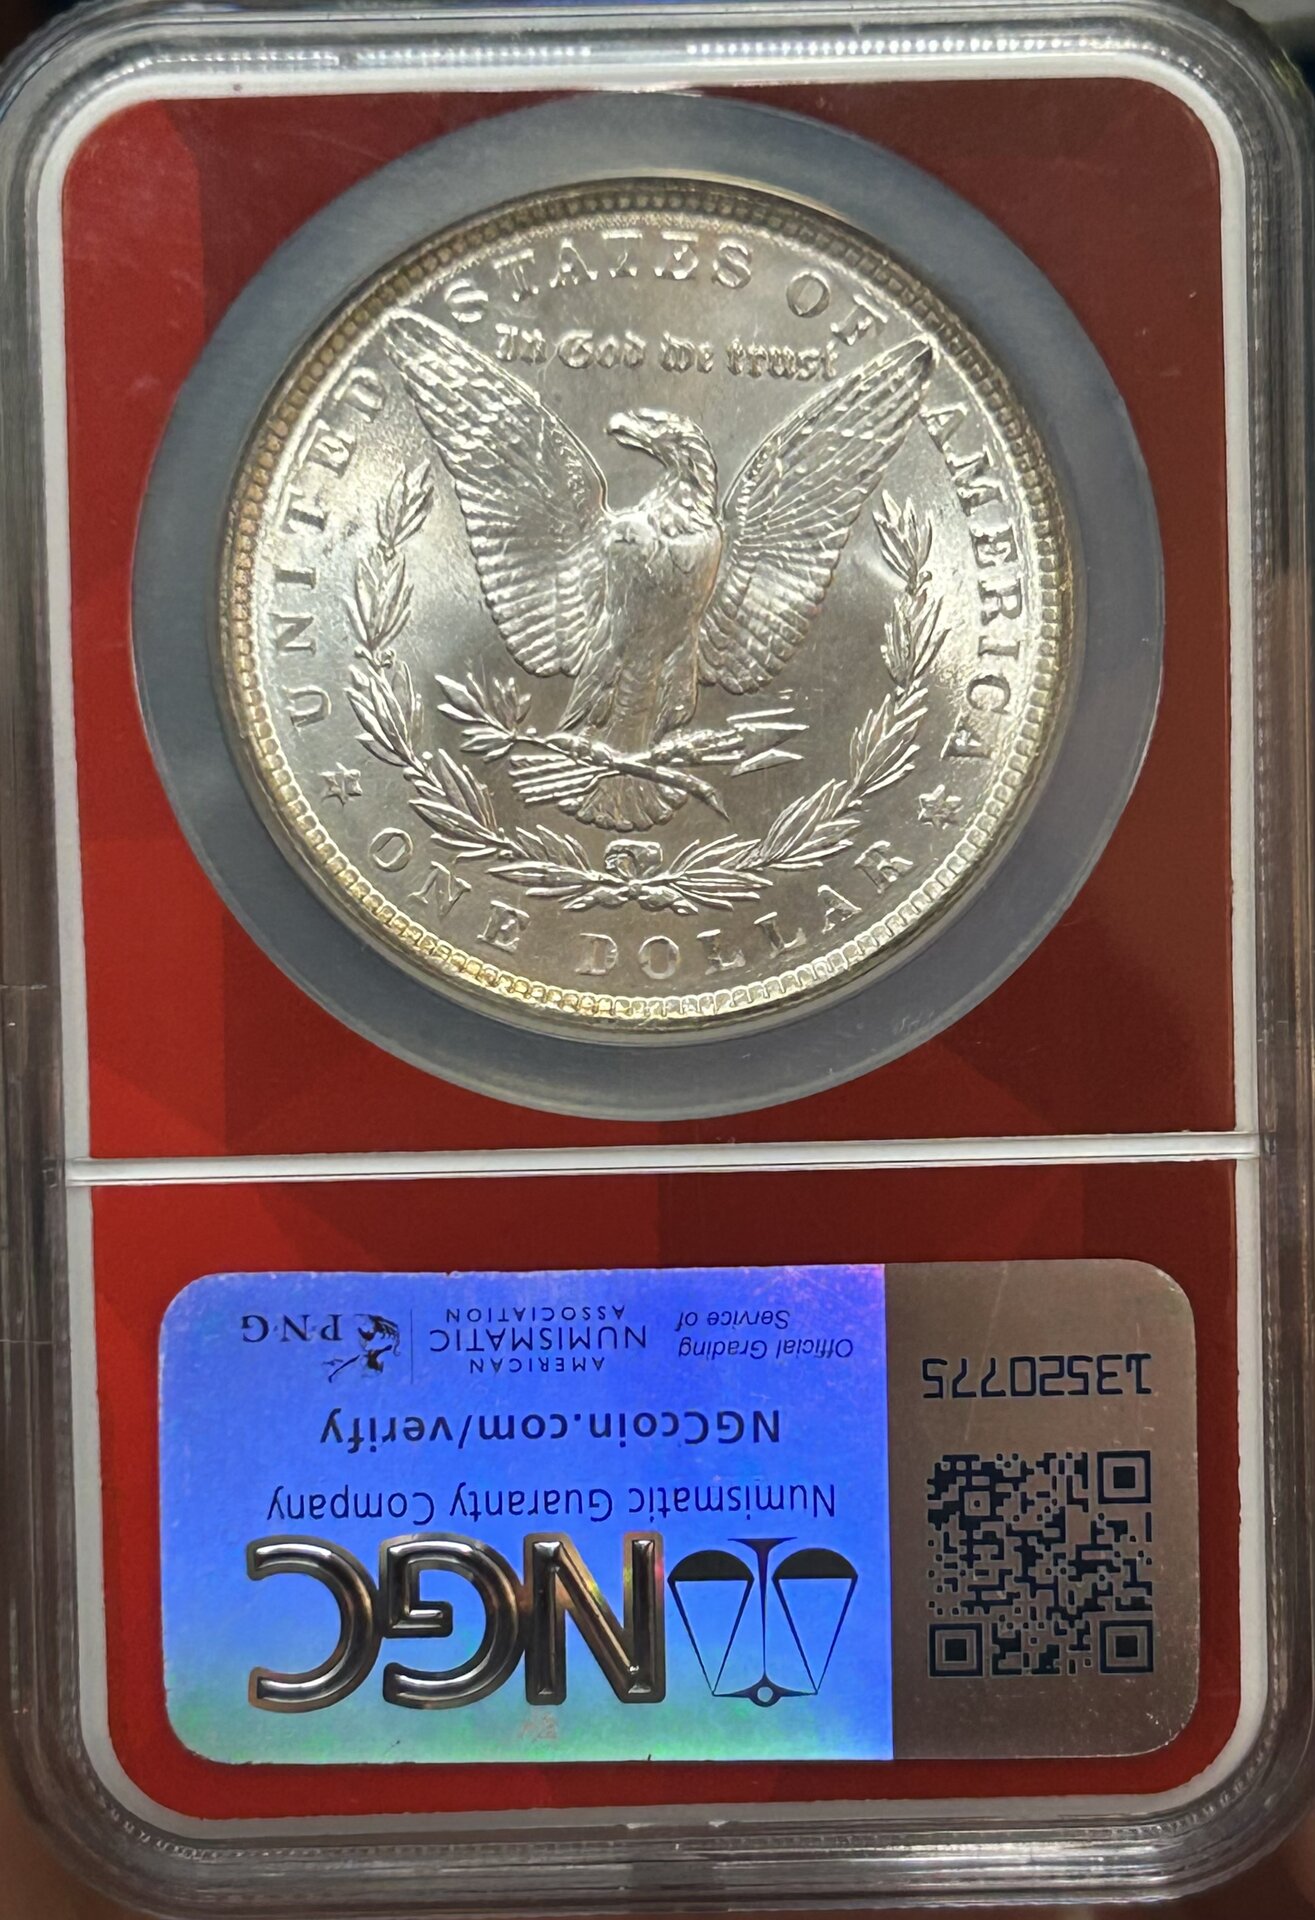 UNITED STATES OF AMERICA
In God we trust
ONE DOLLAR
NGC
Numismatic Guaranty Company
NGCcoin.com/verify
Official Grading
Service of
AMERICAN
NUMISMATIC
ASSOCIATION
P·N·G
13520775